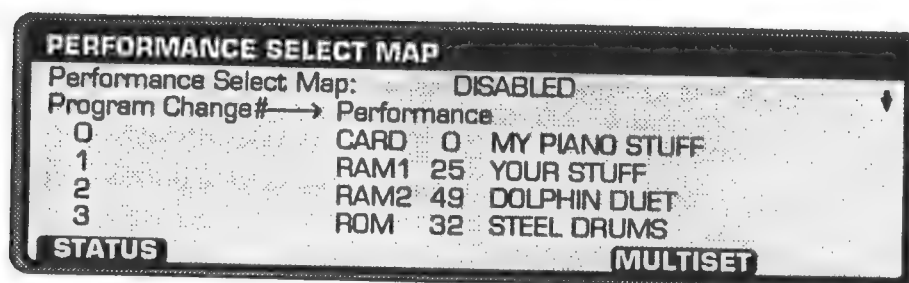 PERFORMANCE SELECT MAP
Performance Select Map: DISABLED
Program Change#⟶ Performance
0 CARD 0 MY PIANO STUFF
1 RAM1 25 YOUR STUFF
2 RAM2 49 DOLPHIN DUET
3 ROM 32 STEEL DRUMS
STATUS MULTISET